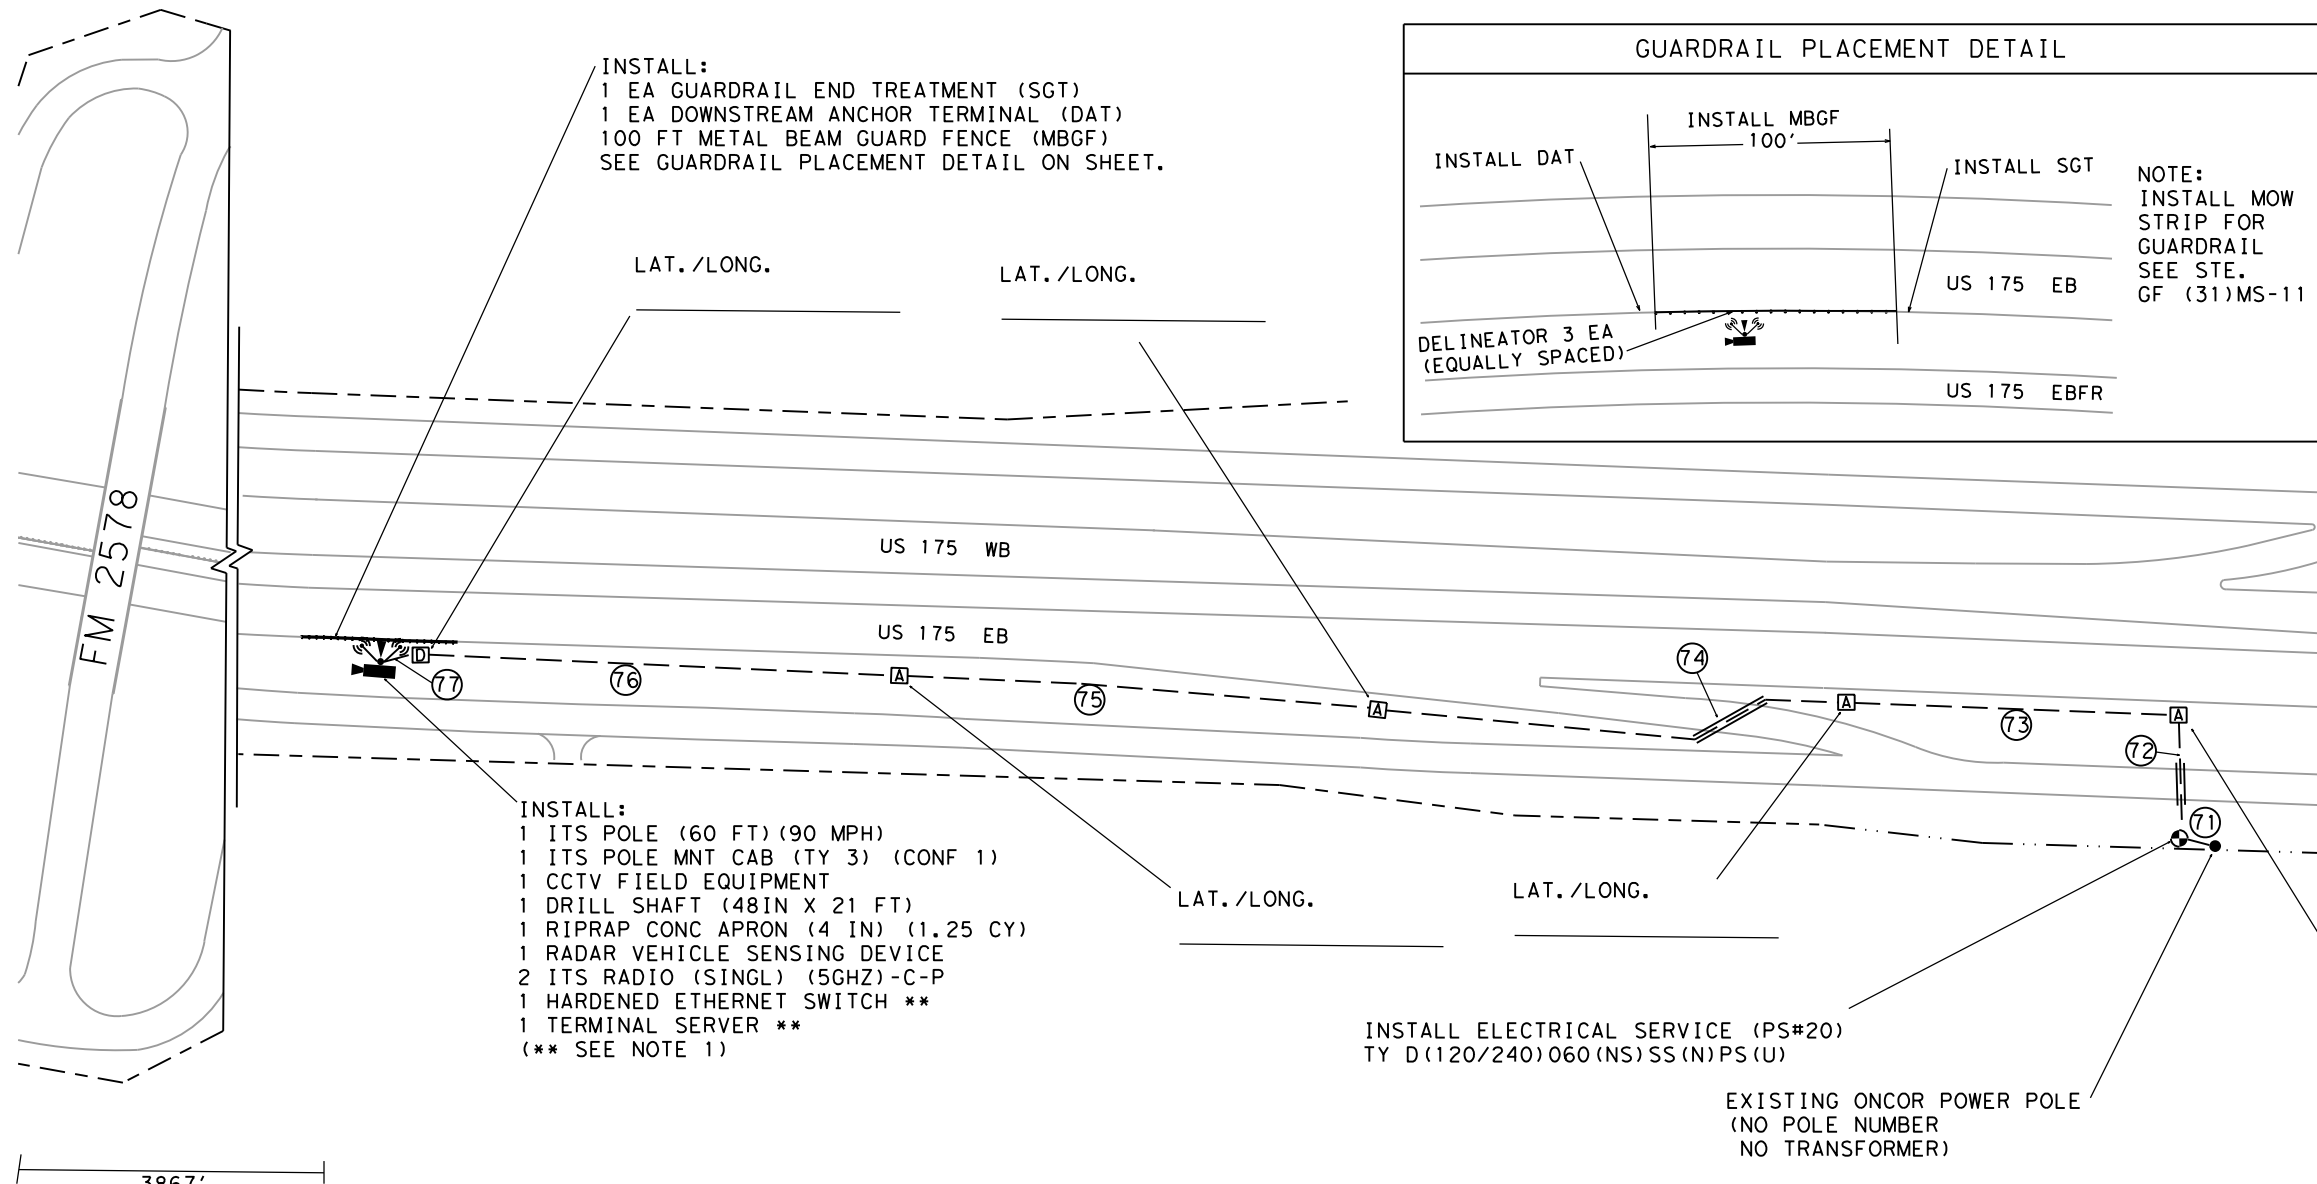 INSTALL:
1 EA GUARDRAIL END TREATMENT (SGT)
1 EA DOWNSTREAM ANCHOR TERMINAL (DAT)
100 FT METAL BEAM GUARD FENCE (MBGF)
SEE GUARDRAIL PLACEMENT DETAIL ON SHEET.
GUARDRAIL PLACEMENT DETAIL
INSTALL MBGF
100'
INSTALL DAT
INSTALL SGT
NOTE:
INSTALL MOW
STRIP FOR
GUARDRAIL
SEE STE.
GF (31)MS-11
US 175 EB
DELINEATOR 3 EA
(EQUALLY SPACED)
US 175 EBFR
LAT./LONG.
LAT./LONG.
FM 2578
US 175 WB
US 175 EB
D
77
76
A
75
A
74
A
73
A
72
71
INSTALL:
1 ITS POLE (60 FT)(90 MPH)
1 ITS POLE MNT CAB (TY 3) (CONF 1)
1 CCTV FIELD EQUIPMENT
1 DRILL SHAFT (48IN X 21 FT)
1 RIPRAP CONC APRON (4 IN) (1.25 CY)
1 RADAR VEHICLE SENSING DEVICE
2 ITS RADIO (SINGL) (5GHZ)-C-P
1 HARDENED ETHERNET SWITCH **
1 TERMINAL SERVER **
(** SEE NOTE 1)
LAT./LONG.
LAT./LONG.
INSTALL ELECTRICAL SERVICE (PS#20)
TY D(120/240)060(NS)SS(N)PS(U)
EXISTING ONCOR POWER POLE
(NO POLE NUMBER
NO TRANSFORMER)
3867'